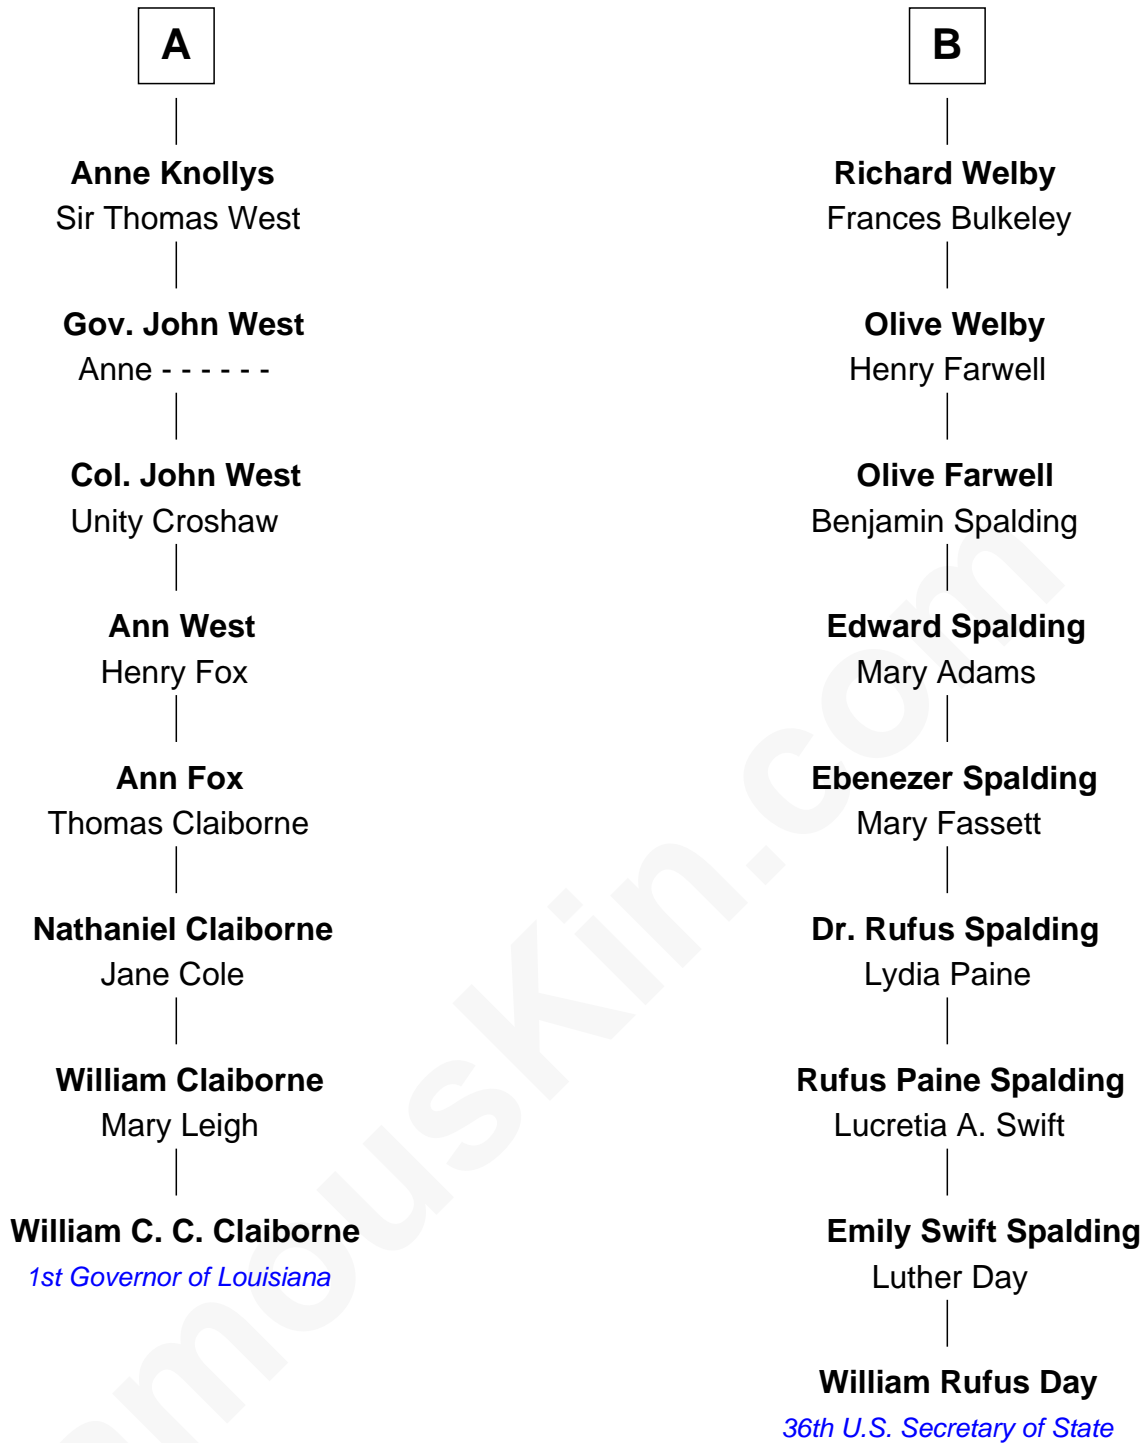 A
Anne Knollys
Sir Thomas West
Gov. John West
Anne - - - - - -
Col. John West
Unity Croshaw
Ann West
Henry Fox
Ann Fox
Thomas Claiborne
Nathaniel Claiborne
Jane Cole
William Claiborne
Mary Leigh
William C. C. Claiborne
1st Governor of Louisiana
B
Richard Welby
Frances Bulkeley
Olive Welby
Henry Farwell
Olive Farwell
Benjamin Spalding
Edward Spalding
Mary Adams
Ebenezer Spalding
Mary Fassett
Dr. Rufus Spalding
Lydia Paine
Rufus Paine Spalding
Lucretia A. Swift
Emily Swift Spalding
Luther Day
William Rufus Day
36th U.S. Secretary of State
amouskin.com